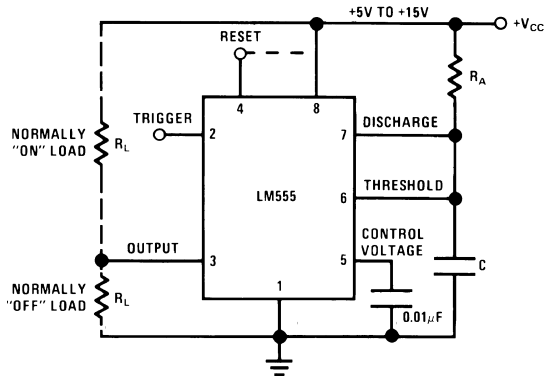 +5V TO +15V
+VCC
RESET
RA
4
8
TRIGGER
2
7
DISCHARGE
NORMALLY
"ON" LOAD
RL
LM555
6
THRESHOLD
OUTPUT
3
5
CONTROL
VOLTAGE
C
NORMALLY
"OFF" LOAD
RL
1
0.01μF